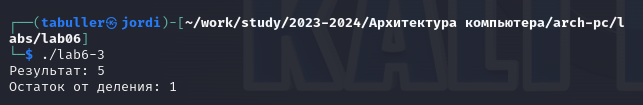 ┌──(tabuller㉿jordi)-[~/work/study/2023-2024/Архитектура компьютера/arch-pc/l
abs/lab06]
└─$ ./lab6-3
Результат: 5
Остаток от деления: 1